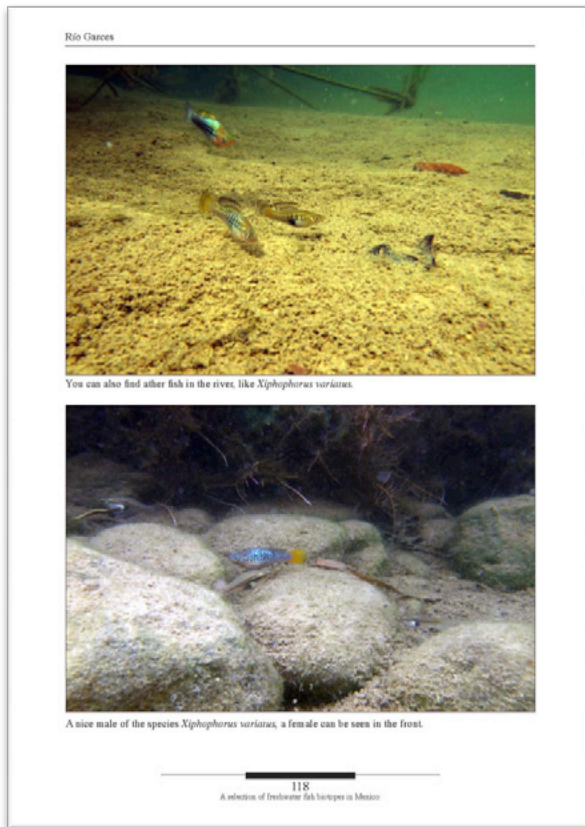 Río Garces
You can also find ather fish in the river, like Xiphophorus variatus.
A nice male of the species Xiphophorus variatus, a female can be seen in the front.
118
A selection of freshwater fish biotopes in Mexico